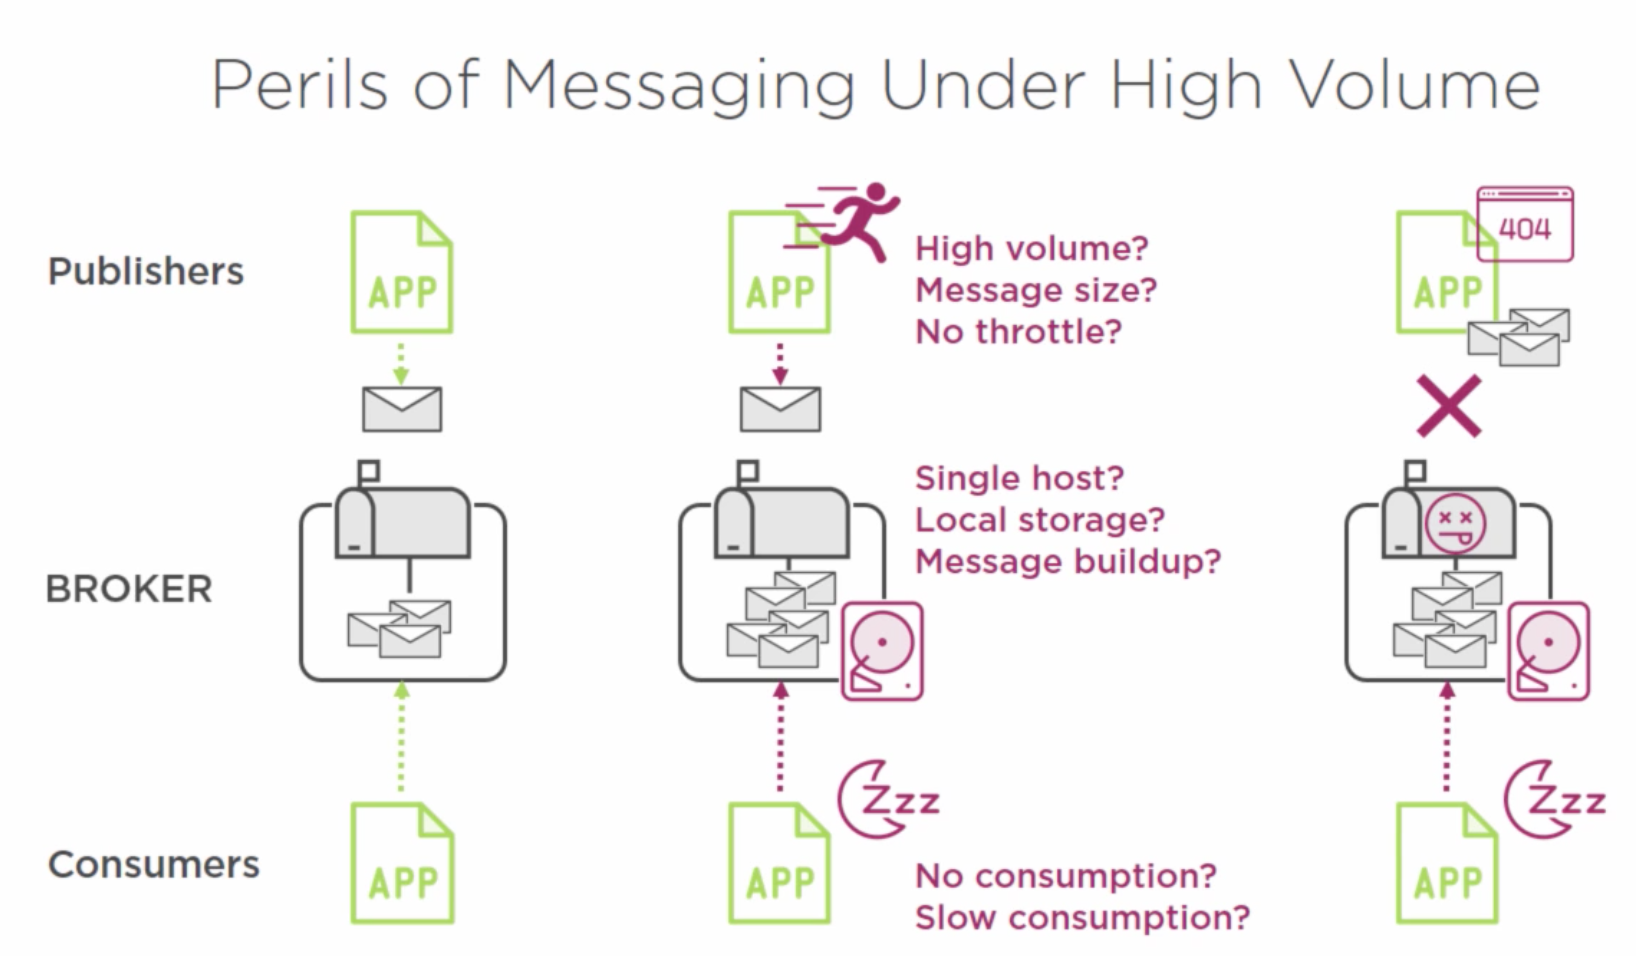 Perils of Messaging Under High Volume
Publishers
APP
APP
High volume?
Message size?
No throttle?
404
APP
BROKER
Single host?
Local storage?
Message buildup?
Consumers
APP
Zzz
APP
No consumption?
Slow consumption?
Zzz
APP